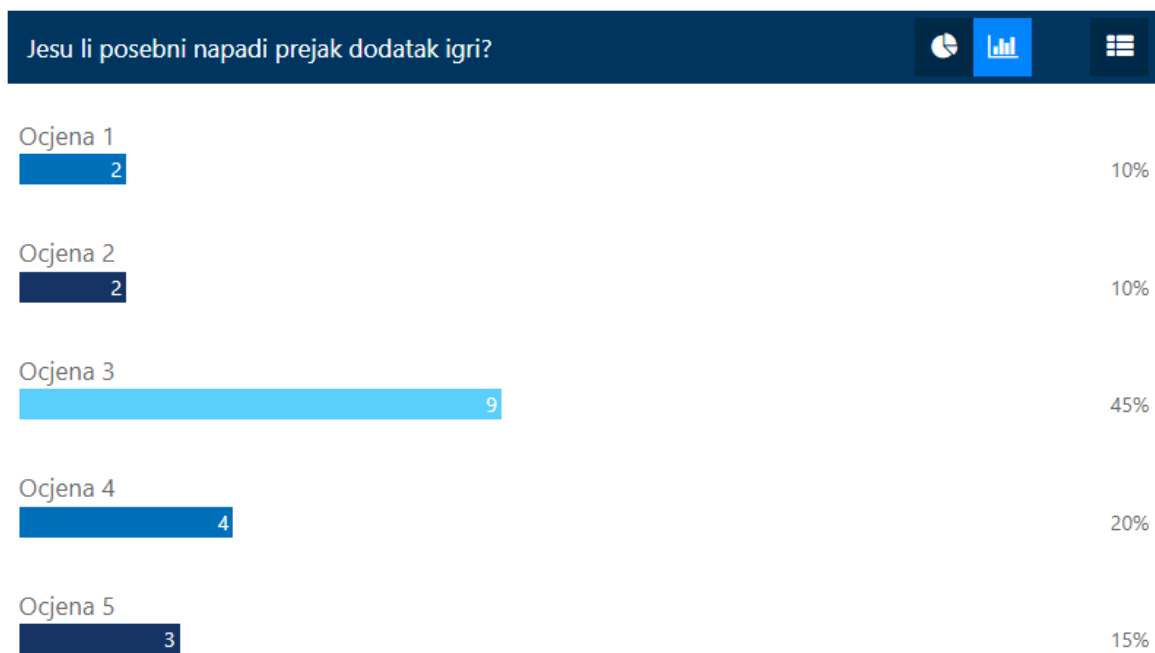 Jesu li posebni napadi prejak dodatak igri?
Ocjena 1
2 10%
Ocjena 2
2 10%
Ocjena 3
9 45%
Ocjena 4
4 20%
Ocjena 5
3 15%